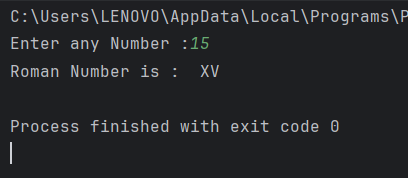 C:\Users\LENOVO\AppData\Local\Programs\P
Enter any Number :15
Roman Number is :  XV
Process finished with exit code 0